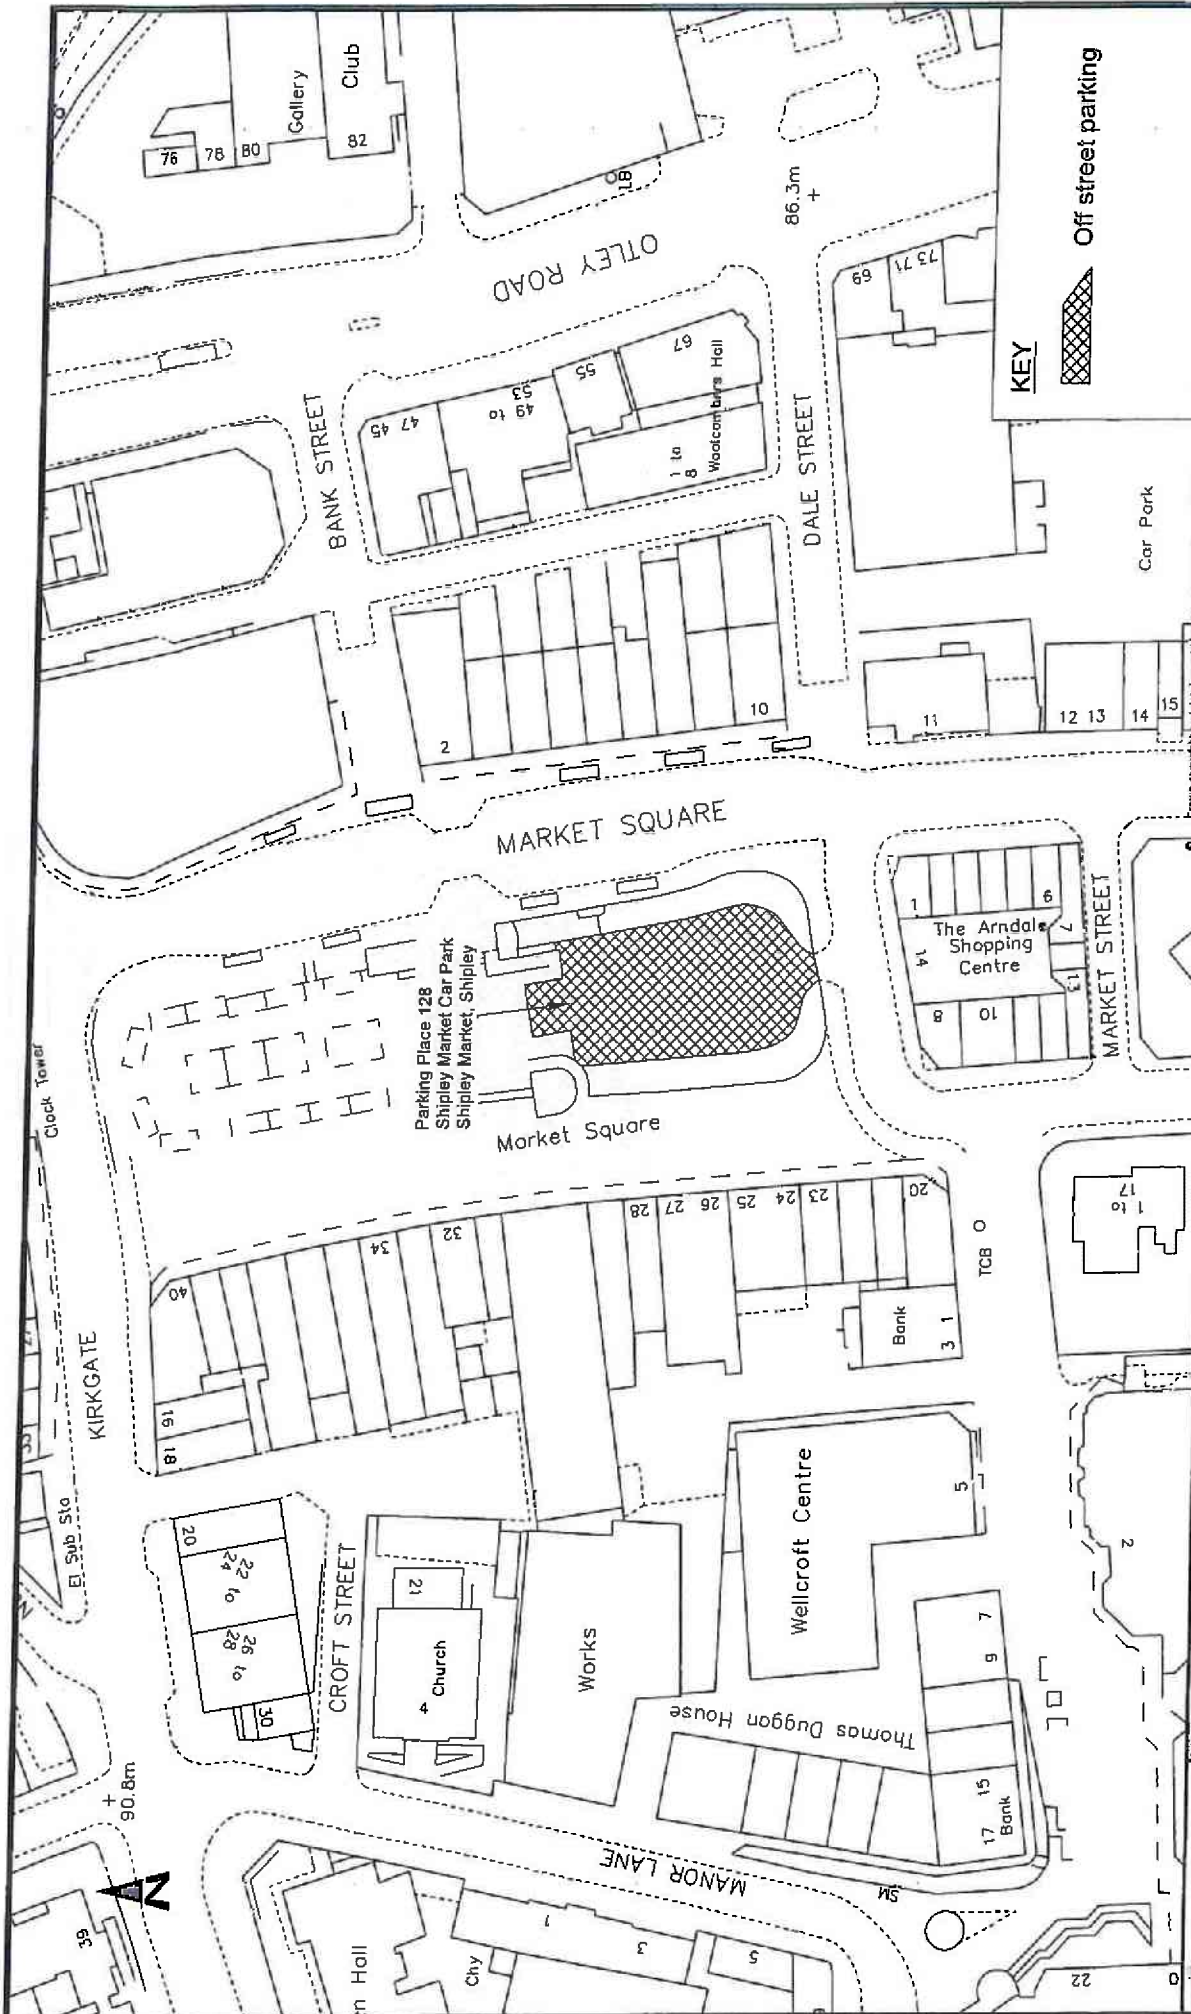 76
78
80
Gallery
Club
82
LB
OTLEY ROAD
86.3m
69
73 71
KEY
Off street parking
BANK STREET
47 45
49 to
53
55
67
1 to
8
Woolcombers Hall
DALE STREET
Car Park
2
10
11
12 13
14
15
MARKET SQUARE
Clock Tower
Parking Place 128
Shipley Market Car Park
Shipley Market, Shipley
Market Square
The Arndale
Shopping
Centre
1
6
7
14
8
10
13
MARKET STREET
MARKET STREET
KIRKGATE
40
34
32
28
27
26
25
24
23
20
TCB
1 to
17
Bank
3 1
16
18
33
El Sub Sta
20
22 to
24
26 to
28
30
CROFT STREET
21
Church
4
Works
Wellcroft Centre
5
7
9
2
Thomas Duggan House
15
17
Bank
90.8m
N
39
MANOR LANE
SM
1
3
5
Chy
n Hall
22